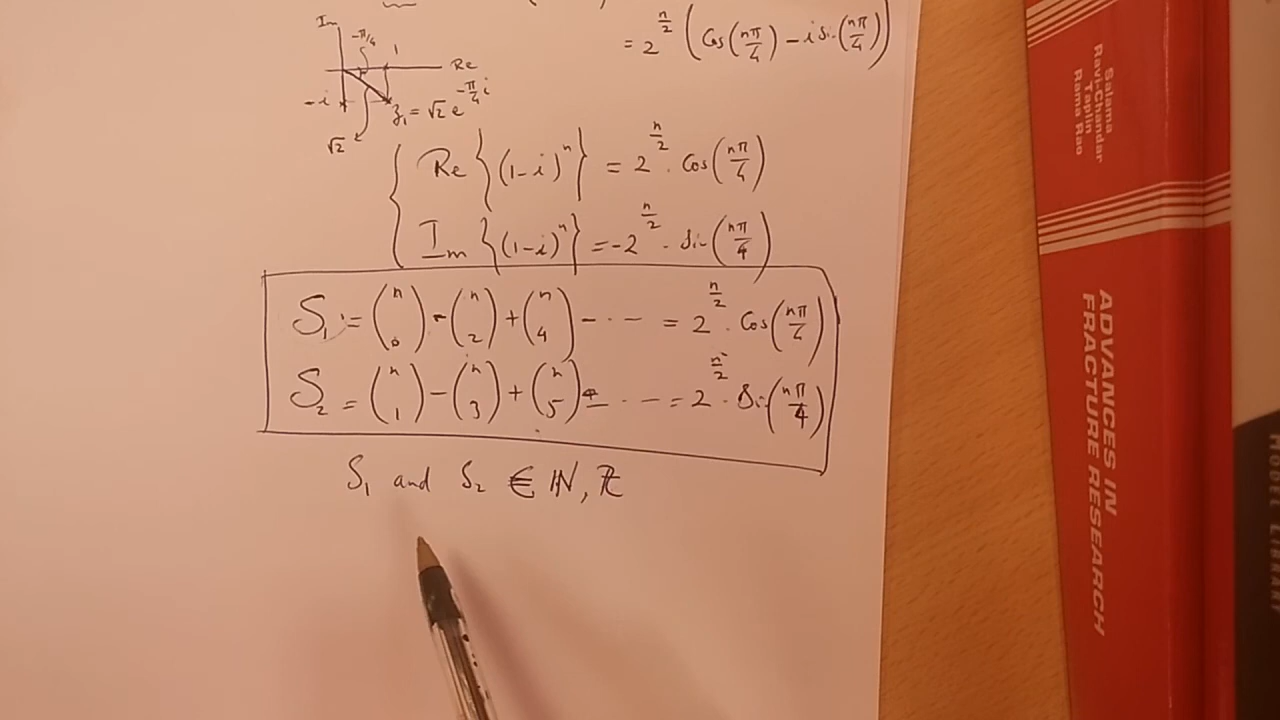 = 2^{n/2} (Cos(nπ/4) - i Sin(nπ/4))
Im
-π/4
1
Re
-i
z₁ = √2 e^{-π/4 i}
√2
Re {(1-i)^n} = 2^{n/2} . Cos(nπ/4)
Im {(1-i)^n} = -2^{n/2} . Sin(nπ/4)
S₁ = (n 0) - (n 2) + (n 4) - ... - = 2^{n/2} . Cos(nπ/4)
S₂ = (n 1) - (n 3) + (n 5) - ... - = 2^{n/2} . Sin(nπ/4)
S₁ and S₂ ∈ ℕ, ℤ
Salama
Ravi-Chandar
Taplin
Rama Rao
ADVANCES IN
FRACTURE RESEARCH